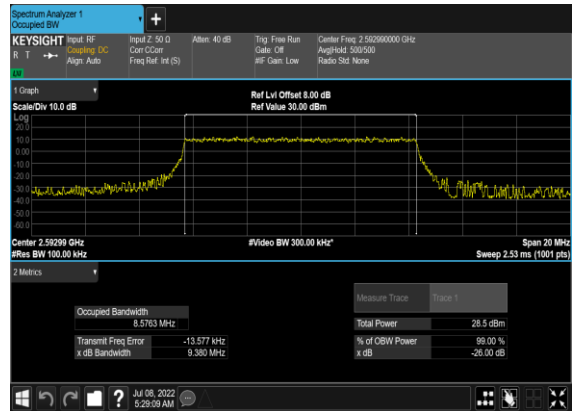 Spectrum Analyzer 1
Occupied BW
+
KEYSIGHT Input: RF Input Z: 50 Ω Atten: 40 dB Trig: Free Run Center Freq: 2.592990000 GHz
R T Coupling: DC Corr CCorr Gate: Off Avg|Hold: 500/500
Align: Auto Freq Ref: Int (S) #IF Gain: Low Radio Std: None
1 Graph
Ref Lvl Offset 8.00 dB
Scale/Div 10.0 dB Ref Value 30.00 dBm
Log
20.0
10.0
0.00
-10.0
-20.0
-30.0
-40.0
-50.0
-60.0
Center 2.59299 GHz #Video BW 300.00 kHz* Span 20 MHz
#Res BW 100.00 kHz Sweep 2.53 ms (1001 pts)
2 Metrics
Measure Trace Trace 1
Occupied Bandwidth
8.5763 MHz Total Power 28.5 dBm
Transmit Freq Error -13.577 kHz % of OBW Power 99.00 %
x dB Bandwidth 9.380 MHz x dB -26.00 dB
? Jul 08, 2022
5:29:09 AM